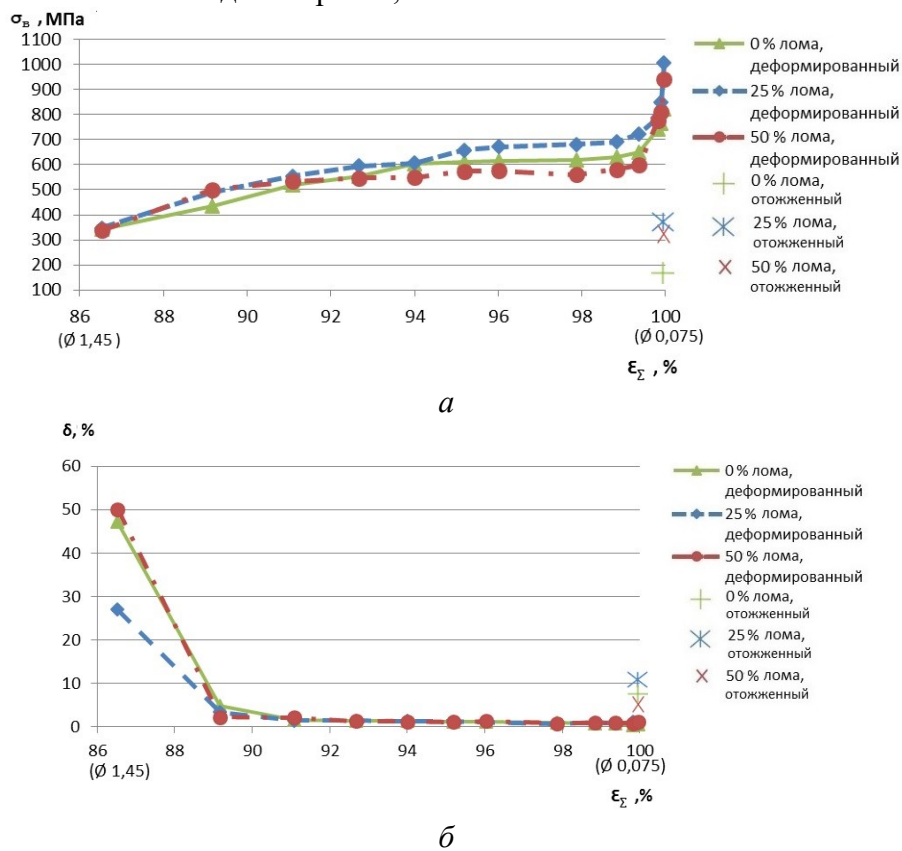 σв , МПа
1100
1000
900
800
700
600
500
400
300
200
100
86 88 90 92 94 96 98 100
(Ø 1,45 ) (Ø 0,075)
ƐΣ , %
0 % лома,
деформированный
25 % лома,
деформированный
50 % лома,
деформированный
0 % лома,
отожженный
25 % лома,
отожженный
50 % лома,
отожженный
а
δ, %
60
50
40
30
20
10
0
86 88 90 92 94 96 98 100
(Ø 1,45) (Ø 0,075)
ƐΣ ,%
0 % лома,
деформированный
25 % лома,
деформированный
50 % лома,
деформированный
0 % лома,
отожженный
25 % лома,
отожженный
50 % лома,
отожженный
б